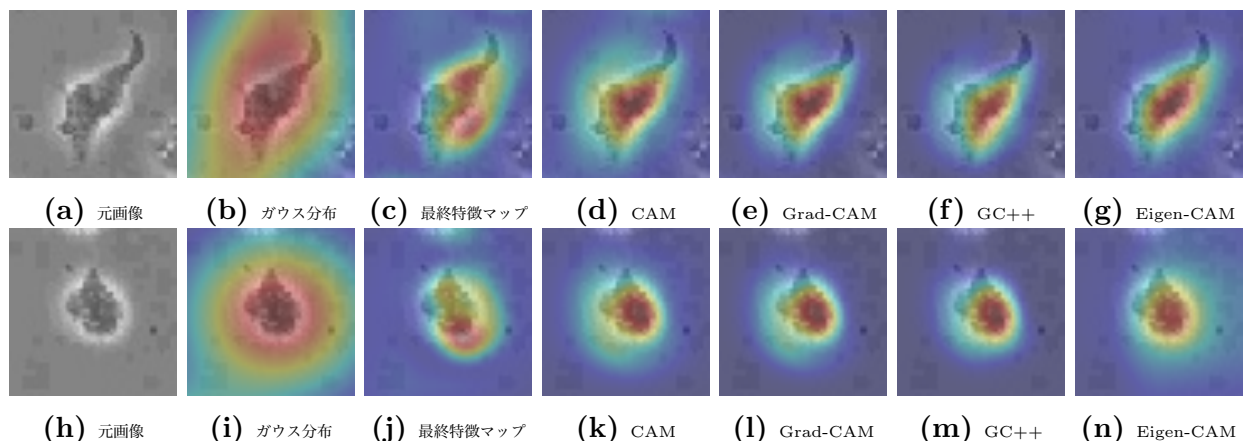 (a) 元画像 (b) ガウス分布 (c) 最終特徴マップ (d) CAM (e) Grad-CAM (f) GC++ (g) Eigen-CAM
(h) 元画像 (i) ガウス分布 (j) 最終特徴マップ (k) CAM (l) Grad-CAM (m) GC++ (n) Eigen-CAM